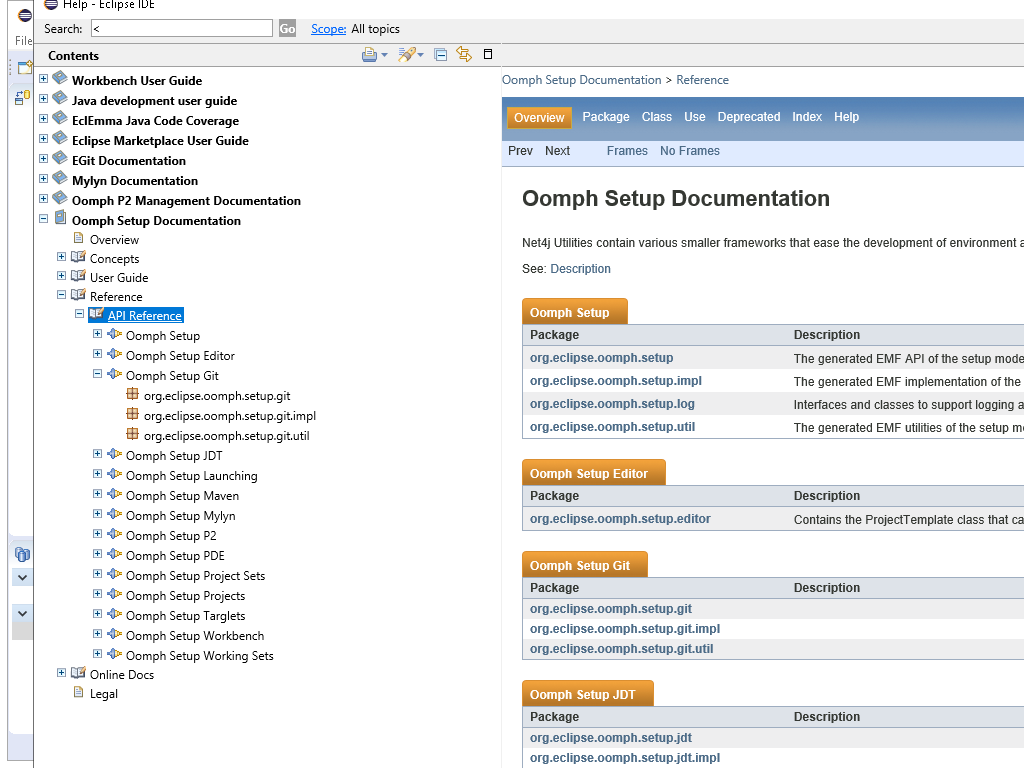 Help - Eclipse IDE
File
Search: < Go Scope: All topics
Contents
Workbench User Guide
Java development user guide
EclEmma Java Code Coverage
Eclipse Marketplace User Guide
EGit Documentation
Mylyn Documentation
Oomph P2 Management Documentation
Oomph Setup Documentation
Overview
Concepts
User Guide
Reference
API Reference
Oomph Setup
Oomph Setup Editor
Oomph Setup Git
org.eclipse.oomph.setup.git
org.eclipse.oomph.setup.git.impl
org.eclipse.oomph.setup.git.util
Oomph Setup JDT
Oomph Setup Launching
Oomph Setup Maven
Oomph Setup Mylyn
Oomph Setup P2
Oomph Setup PDE
Oomph Setup Project Sets
Oomph Setup Projects
Oomph Setup Targlets
Oomph Setup Workbench
Oomph Setup Working Sets
Online Docs
Legal
Oomph Setup Documentation > Reference
Overview Package Class Use Deprecated Index Help
Prev Next Frames No Frames
Oomph Setup Documentation
Net4j Utilities contain various smaller frameworks that ease the development of environment a
See: Description
Oomph Setup
Package Description
org.eclipse.oomph.setup The generated EMF API of the setup mode
org.eclipse.oomph.setup.impl The generated EMF implementation of the
org.eclipse.oomph.setup.log Interfaces and classes to support logging a
org.eclipse.oomph.setup.util The generated EMF utilities of the setup m
Oomph Setup Editor
Package Description
org.eclipse.oomph.setup.editor Contains the ProjectTemplate class that ca
Oomph Setup Git
Package Description
org.eclipse.oomph.setup.git
org.eclipse.oomph.setup.git.impl
org.eclipse.oomph.setup.git.util
Oomph Setup JDT
Package Description
org.eclipse.oomph.setup.jdt
org.eclipse.oomph.setup.jdt.impl